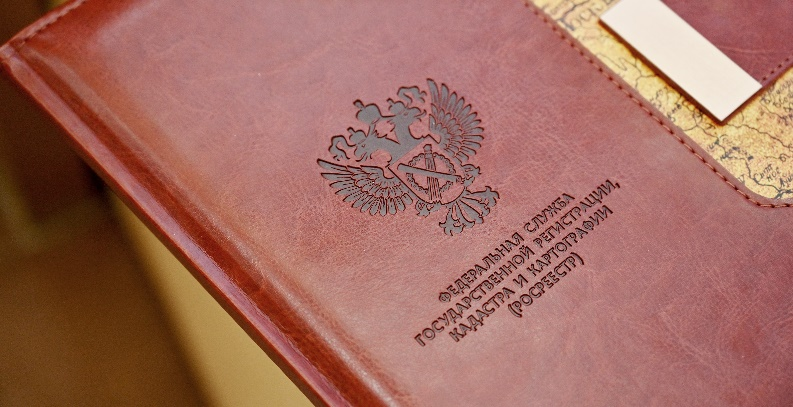 ФЕДЕРАЛЬНАЯ СЛУЖБА
ГОСУДАРСТВЕННОЙ РЕГИСТРАЦИИ,
КАДАСТРА И КАРТОГРАФИИ
(РОСРЕЕСТР)